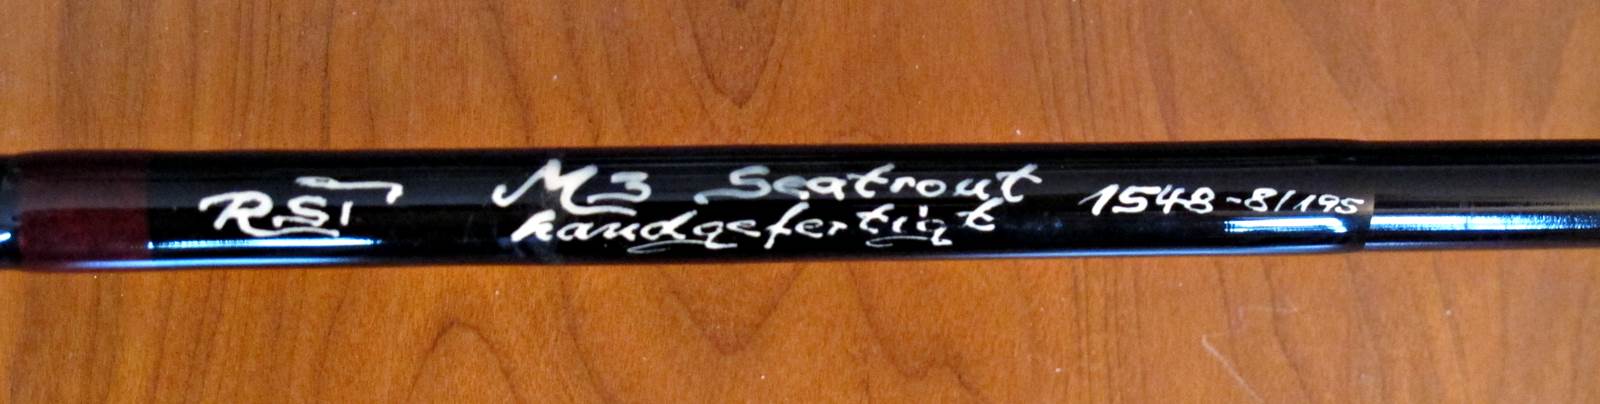 RST M3 Seatrout 1548-8/195
handgefertigt